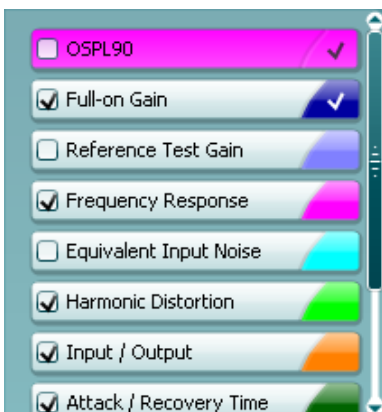 OSPL90
Full-on Gain
Reference Test Gain
Frequency Response
Equivalent Input Noise
Harmonic Distortion
Input / Output
Attack / Recovery Time